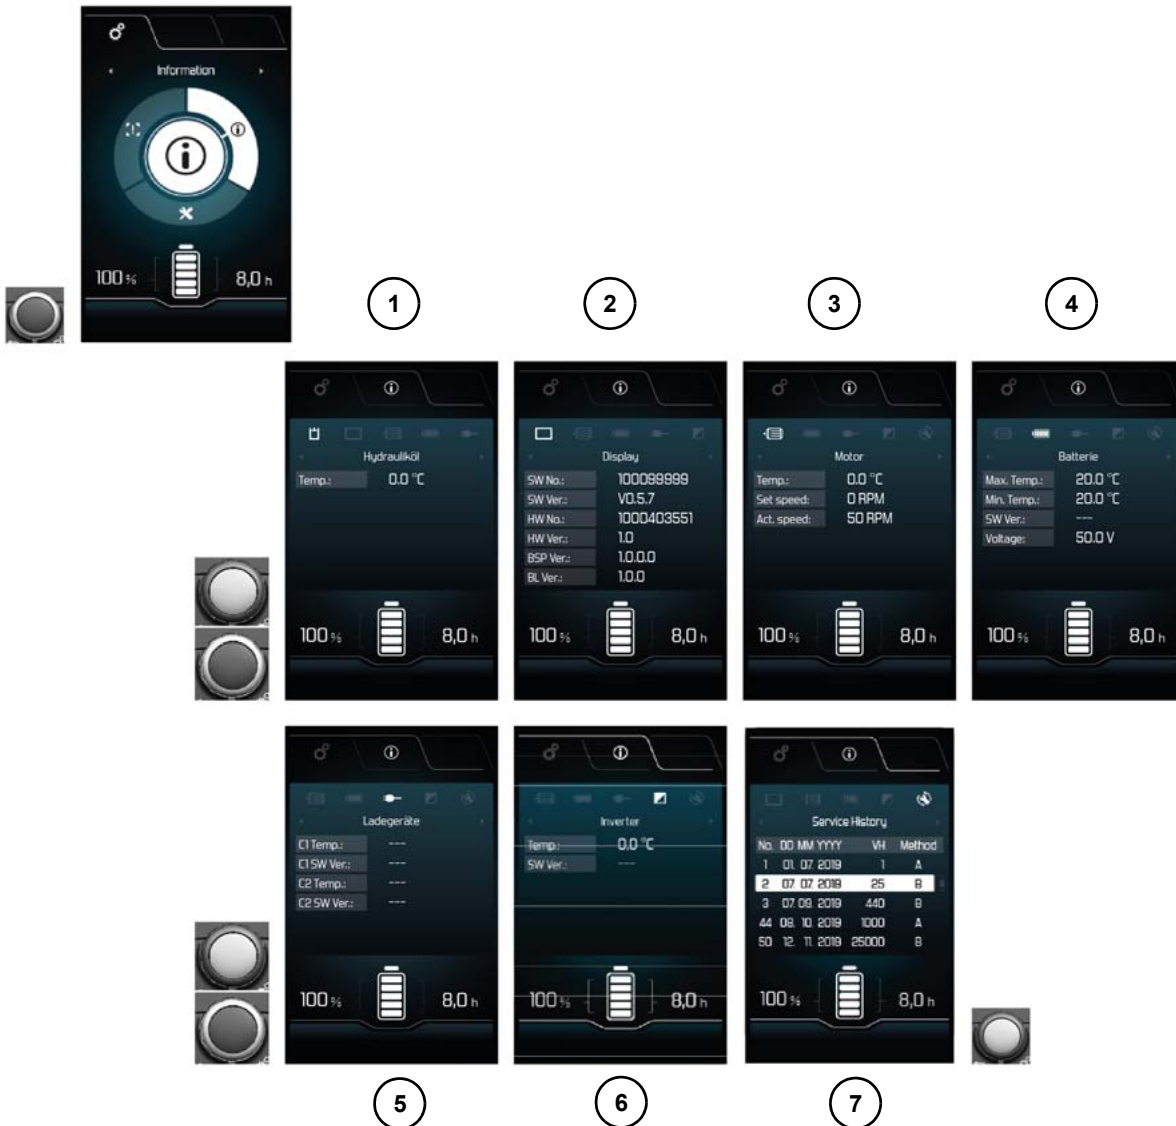 Information
100 % 8,0 h
1 2 3 4
Hydrauliköl
Temp.: 0.0 °C
100 % 8,0 h
Display
SW No.: 100099999
SW Ver.: V0.5.7
HW No.: 1000403551
HW Ver.: 1.0
BSP Ver.: 1.0.0.0
BL Ver.: 1.0.0
100 % 8,0 h
Motor
Temp.: 0.0 °C
Set speed: 0 RPM
Act. speed: 50 RPM
100 % 8,0 h
Batterie
Max. Temp.: 20.0 °C
Min. Temp.: 20.0 °C
SW Ver.: ---
Voltage: 50.0 V
100 % 8,0 h
Ladegeräte
C1 Temp.: ---
C1 SW Ver.: ---
C2 Temp.: ---
C2 SW Ver.: ---
100 % 8,0 h
Inverter
Temp.: 0.0 °C
SW Ver.: ---
100 % 8,0 h
Service History
No. DD MM YYYY VH Method
1 01. 07. 2019 1 A
2 07. 07. 2019 25 B
3 07. 09. 2019 440 B
44 08. 10. 2019 1000 A
50 12. 11. 2019 25000 B
100 % 8,0 h
5 6 7